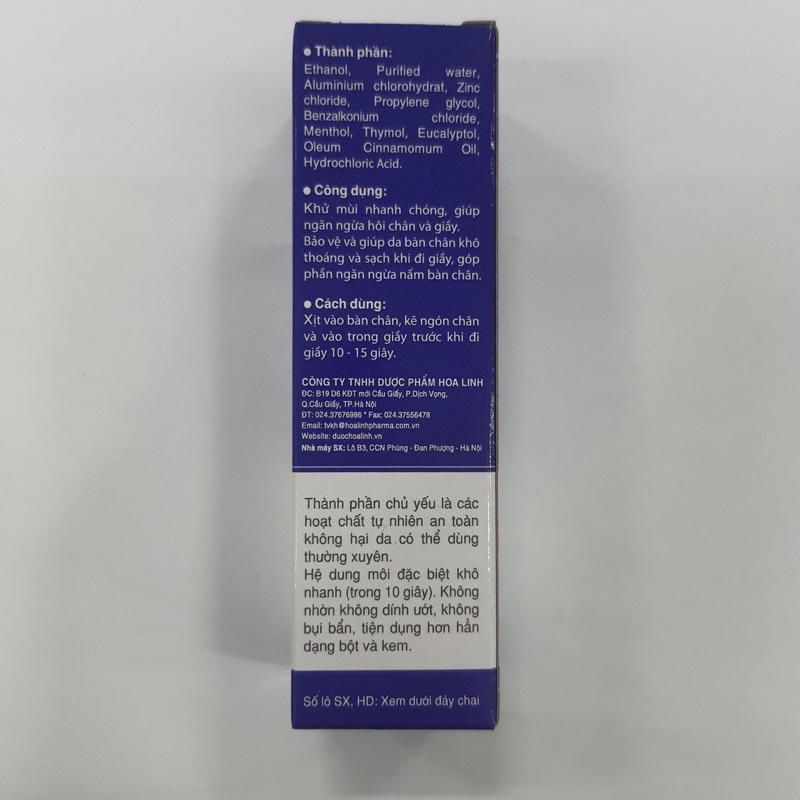 ● Thành phần:
Ethanol, Purified water,
Aluminium chlorohydrat, Zinc
chloride, Propylene glycol,
Benzalkonium chloride,
Menthol, Thymol, Eucalyptol,
Oleum Cinnamomum Oil,
Hydrochloric Acid.
● Công dụng:
Khử mùi nhanh chóng, giúp
ngăn ngừa hôi chân và giầy.
Bảo vệ và giúp da bàn chân khô
thoáng và sạch khi đi giầy, góp
phần ngăn ngừa nấm bàn chân.
● Cách dùng:
Xịt vào bàn chân, kẽ ngón chân
và vào trong giầy trước khi đi
giầy 10 - 15 giây.
CÔNG TY TNHH DƯỢC PHẨM HOA LINH
ĐC: B19 D6 KĐT mới Cầu Giấy, P.Dịch Vọng,
Q.Cầu Giấy, TP.Hà Nội
ĐT: 024.37676986 * Fax: 024.37556478
Email: tvkh@hoalinhpharma.com.vn
Website: duochoalinh.vn
Nhà máy SX: Lô B3, CCN Phùng - Đan Phượng - Hà Nội
Thành phần chủ yếu là các
hoạt chất tự nhiên an toàn
không hại da có thể dùng
thường xuyên.
Hệ dung môi đặc biệt khô
nhanh (trong 10 giây). Không
nhờn không dính ướt, không
bụi bẩn, tiện dụng hơn hẳn
dạng bột và kem.
Số lô SX, HD: Xem dưới đáy chai